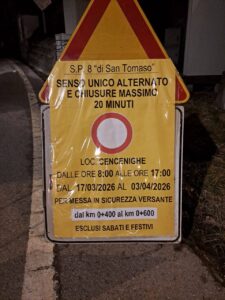 S.P. 8 "di San Tomaso"
SENSO UNICO ALTERNATO
E CHIUSURE MASSIMO
20 MINUTI
LOC. CENCENIGHE
DALLE ORE 8:00 ALLE ORE 17:00
DAL 17/03/2026 AL 03/04/2026
PER MESSA IN SICUREZZA VERSANTE
dal km 0+400 al km 0+600
ESCLUSI SABATI E FESTIVI